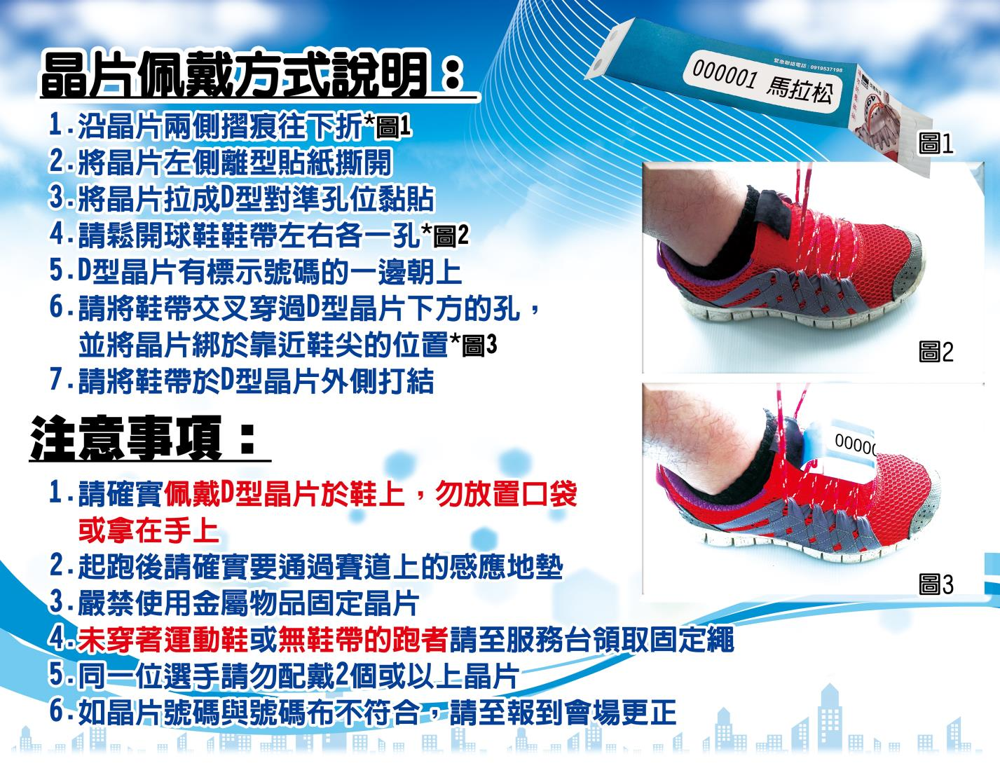 晶片佩戴方式說明：
1.沿晶片兩側摺痕往下折*圖1
2.將晶片左側離型貼紙撕開
3.將晶片拉成D型對準孔位黏貼
4.請鬆開球鞋鞋帶左右各一孔*圖2
5.D型晶片有標示號碼的一邊朝上
6.請將鞋帶交叉穿過D型晶片下方的孔，
並將晶片綁於靠近鞋尖的位置*圖3
7.請將鞋帶於D型晶片外側打結
緊急聯絡電話：0919537198
000001 馬拉松
圖1
圖2
00000
圖3
注意事項：
1.請確實佩戴D型晶片於鞋上，勿放置口袋
或拿在手上
2.起跑後請確實要通過賽道上的感應地墊
3.嚴禁使用金屬物品固定晶片
4.未穿著運動鞋或無鞋帶的跑者請至服務台領取固定繩
5.同一位選手請勿配戴2個或以上晶片
6.如晶片號碼與號碼布不符合，請至報到會場更正